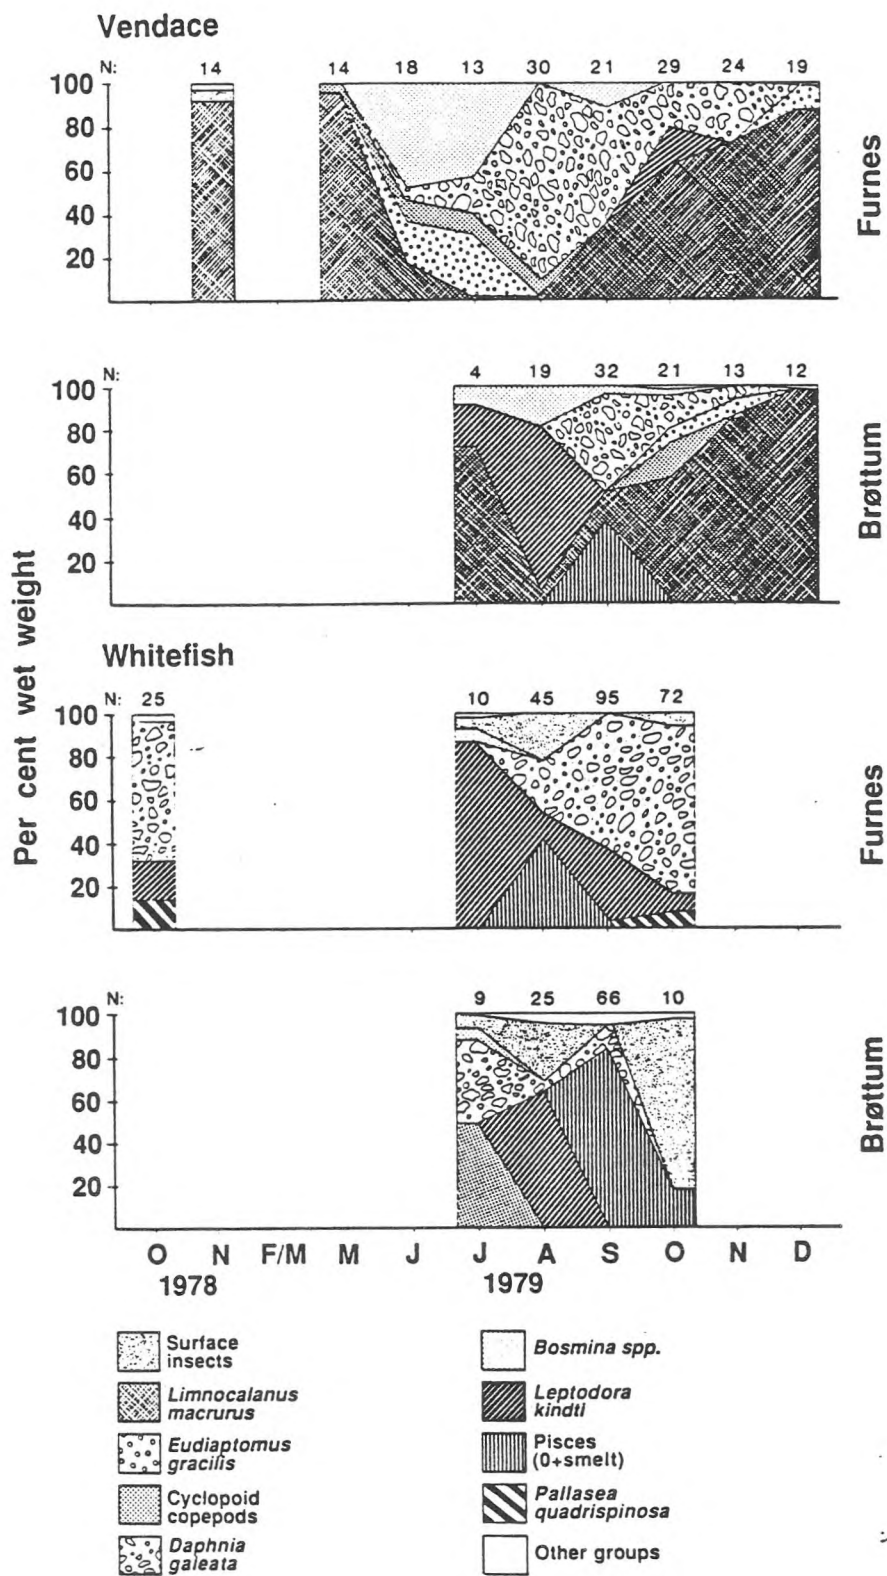 Vendace
N: 14 14 18 13 30 21 29 24 19
100
80
60
40
20
Furnes
N: 4 19 32 21 13 12
100
80
60
40
20
Brøttum
Per cent wet weight
Whitefish
N: 25 10 45 95 72
100
80
60
40
20
Furnes
N: 9 25 66 10
100
80
60
40
20
Brøttum
O N F/M M J J A S O N D
1978 1979
Surface
insects
Limnocalanus
macrurus
Eudiaptomus
gracilis
Cyclopoid
copepods
Daphnia
galeata
Bosmina spp.
Leptodora
kindti
Pisces
(0+smelt)
Pallasea
quadrispinosa
Other groups